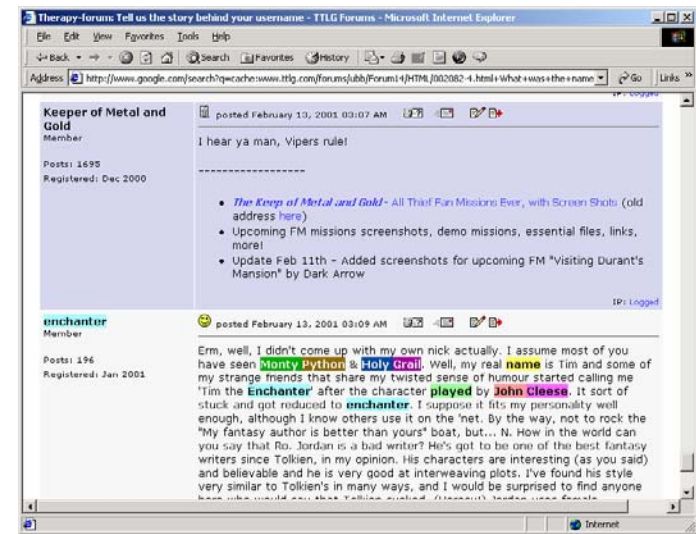 Therapy-forum: Tell us the story behind your username - TTLG Forums - Microsoft Internet Explorer
File Edit View Favorites Tools Help
Back Search Favorites History
Address http://www.google.com/search?q=cache:www.ttlg.com/forums/ubb/Forum14/HTML/002082-4.html+What+was+the+name Go Links »
IP: Logged
Keeper of Metal and Gold
Member
Posts: 1695
Registered: Dec 2000
posted February 13, 2001 03:07 AM
I hear ya man, Vipers rule!
------------------
• The Keep of Metal and Gold - All Thief Fan Missions Ever, with Screen Shots (old
address here)
• Upcoming FM missions screenshots, demo missions, essential files, links,
more!
• Update Feb 11th - Added screenshots for upcoming FM "Visiting Durant's
Mansion" by Dark Arrow
IP: Logged
enchanter
Member
Posts: 196
Registered: Jan 2001
posted February 13, 2001 03:09 AM
Erm, well, I didn't come up with my own nick actually. I assume most of you
have seen Monty Python & Holy Grail. Well, my real name is Tim and some of
my strange friends that share my twisted sense of humour started calling me
'Tim the Enchanter' after the character played by John Cleese. It sort of
stuck and got reduced to enchanter. I suppose it fits my personality well
enough, although I know others use it on the 'net. By the way, not to rock the
"My fantasy author is better than yours" boat, but... N. How in the world can
you say that Ro. Jordan is a bad writer? He's got to be one of the best fantasy
writers since Tolkien, in my opinion. His characters are interesting (as you said)
and believable and he is very good at interweaving plots. I've found his style
very similar to Tolkien's in many ways, and I would be surprised to find anyone
here who would say that Tolkien sucked. (Heresy!) Jordan uses female
Internet